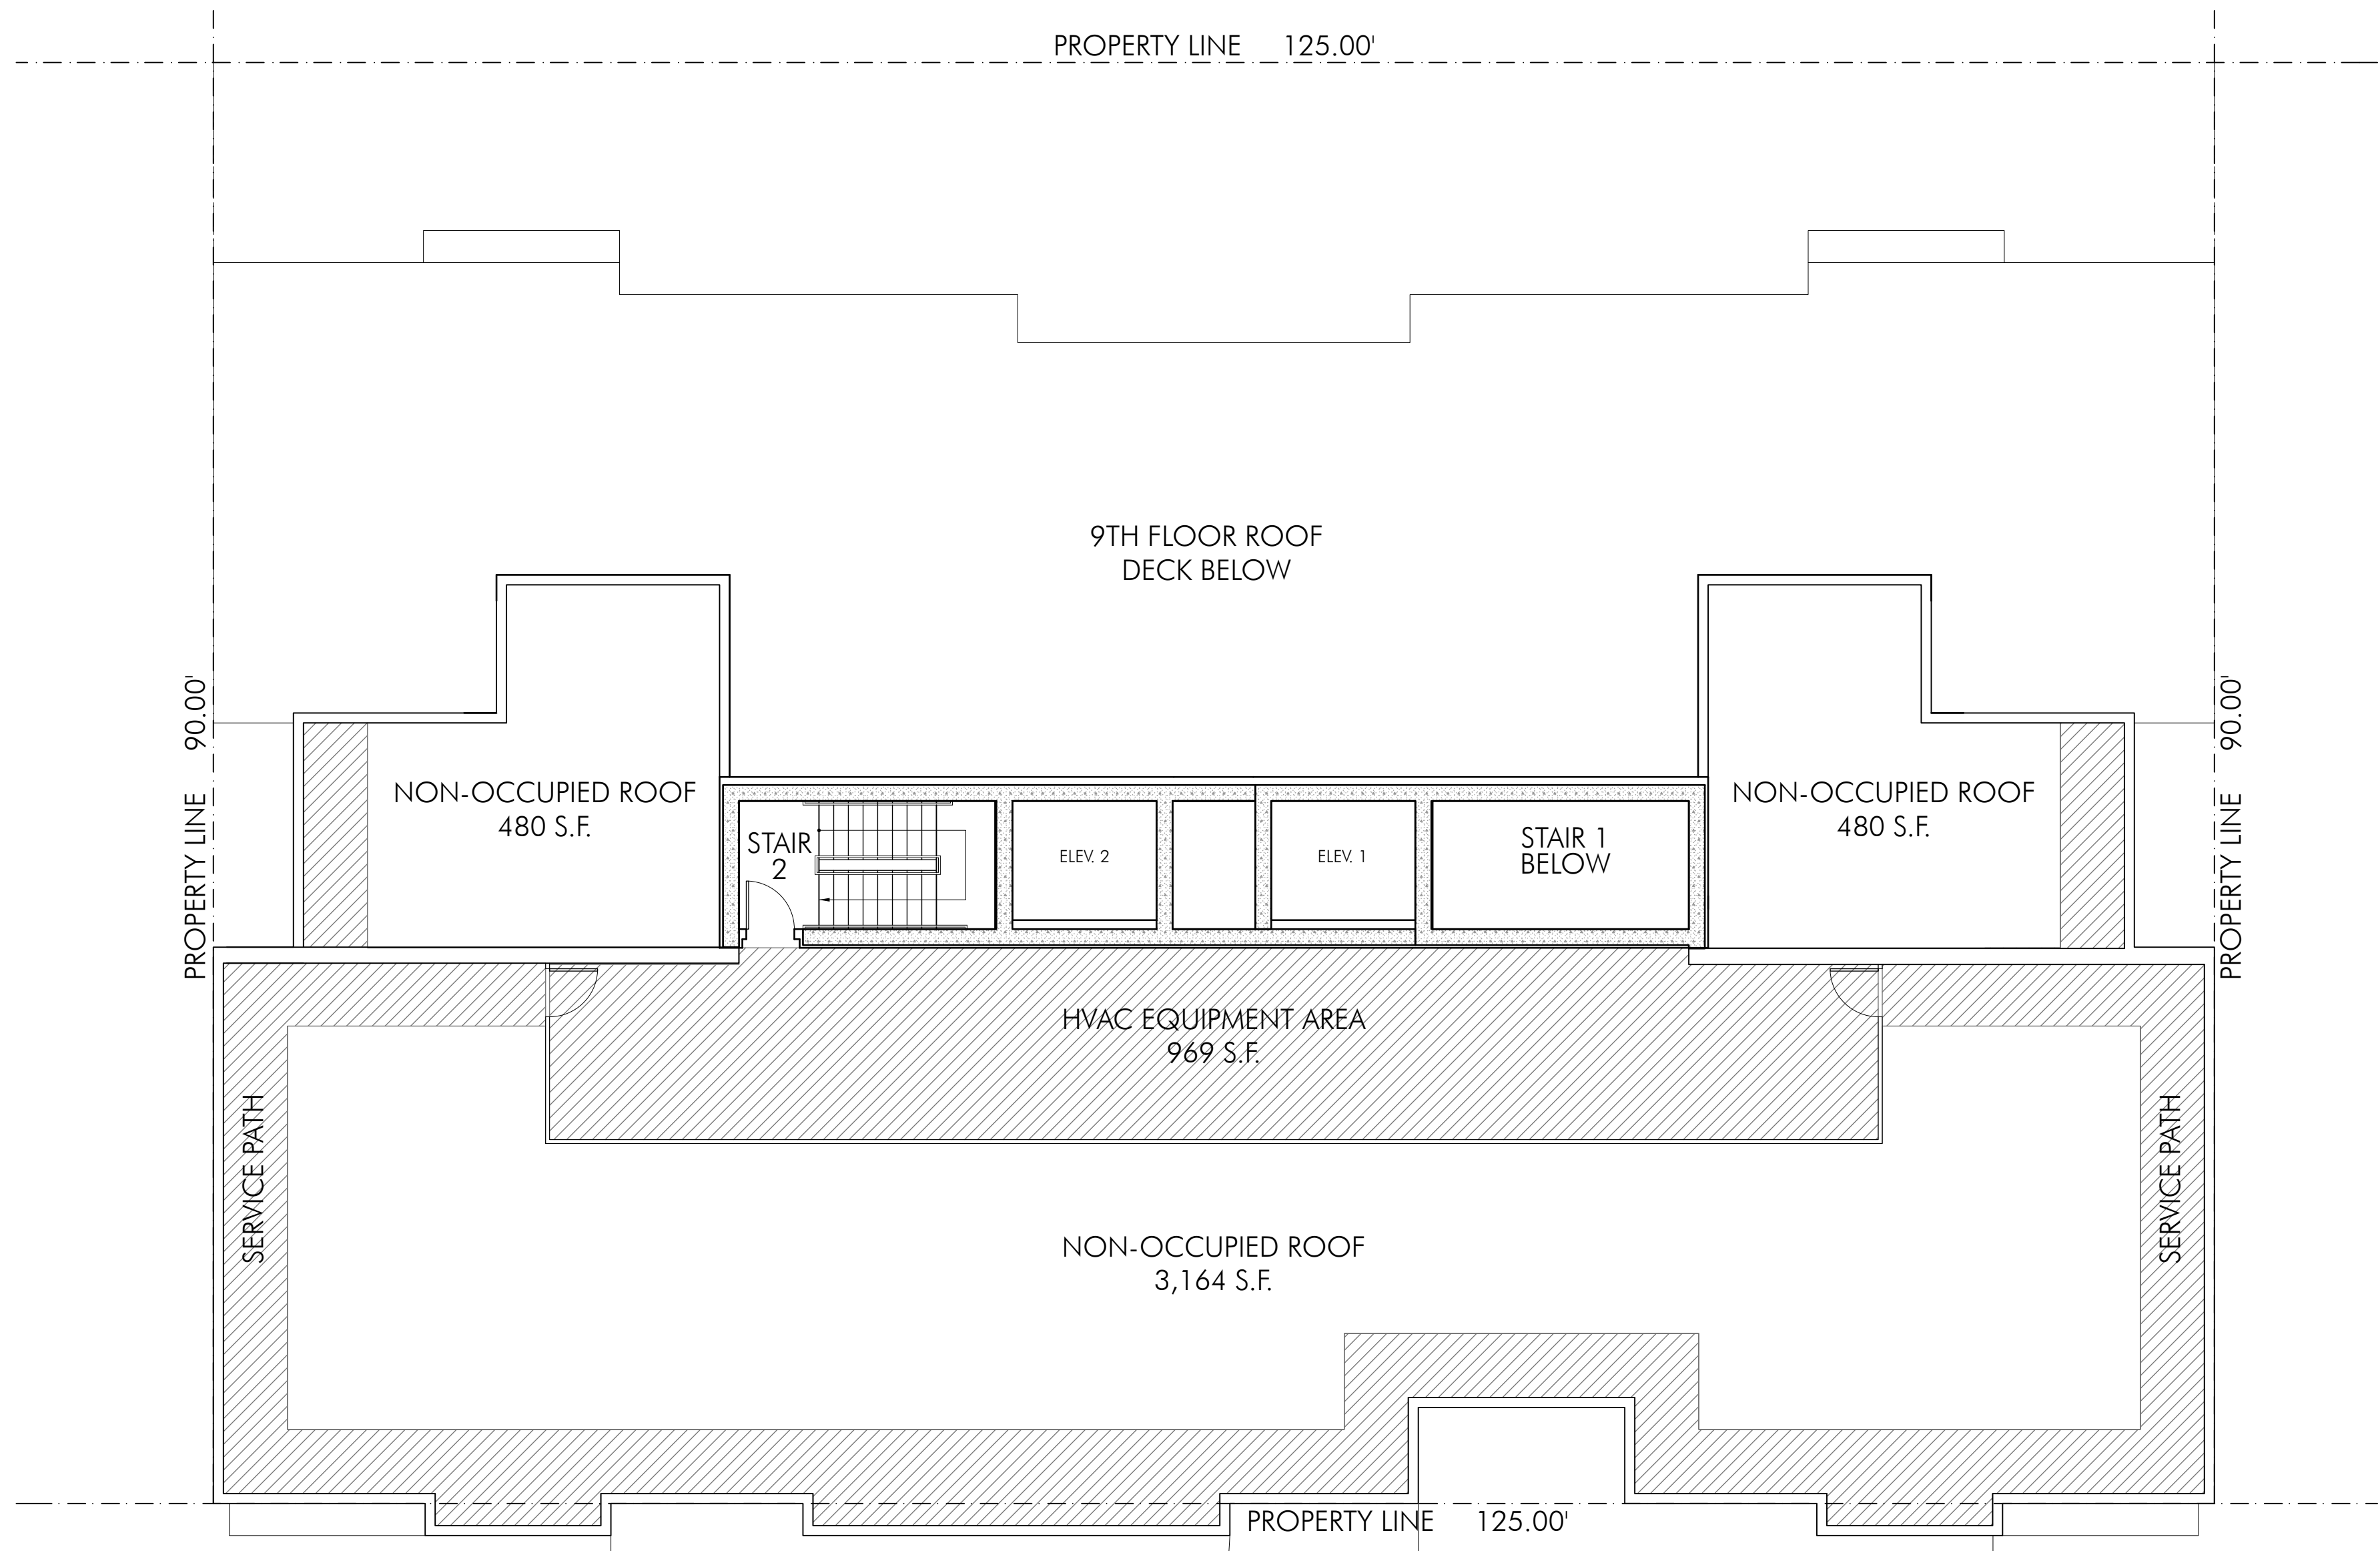 PROPERTY LINE 125.00'
9TH FLOOR ROOF
DECK BELOW
PROPERTY LINE 90.00'
PROPERTY LINE 90.00'
NON-OCCUPIED ROOF
480 S.F.
NON-OCCUPIED ROOF
480 S.F.
STAIR
2
ELEV. 2
ELEV. 1
STAIR 1
BELOW
HVAC EQUIPMENT AREA
969 S.F.
SERVICE PATH
SERVICE PATH
NON-OCCUPIED ROOF
3,164 S.F.
PROPERTY LINE 125.00'